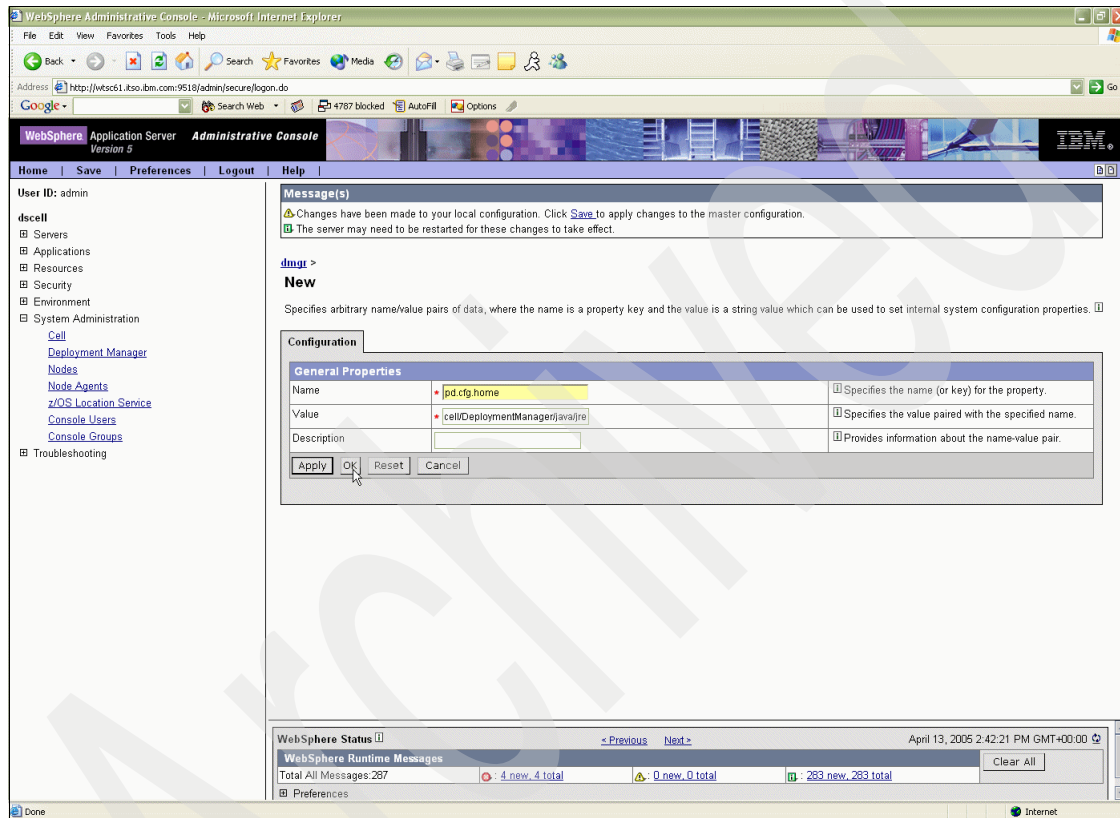 WebSphere Administrative Console - Microsoft Internet Explorer
File Edit View Favorites Tools Help
Back Search Favorites Media
Address http://wtsc61.itso.ibm.com:9518/admin/secure/logon.do Go
Google Search Web 4787 blocked AutoFill Options
WebSphere Application Server Administrative Console
Version 5
IBM
Home | Save | Preferences | Logout | Help |
User ID: admin
dscell
Servers
Applications
Resources
Security
Environment
System Administration
Cell
Deployment Manager
Nodes
Node Agents
z/OS Location Service
Console Users
Console Groups
Troubleshooting
Message(s)
Changes have been made to your local configuration. Click Save to apply changes to the master configuration.
The server may need to be restarted for these changes to take effect.
dmgr >
New
Specifies arbitrary name/value pairs of data, where the name is a property key and the value is a string value which can be used to set internal system configuration properties.
Configuration
General Properties
Name * pd.cfg.home Specifies the name (or key) for the property.
Value * cell/DeploymentManager/java/jre Specifies the value paired with the specified name.
Description Provides information about the name-value pair.
Apply OK Reset Cancel
WebSphere Status < Previous Next > April 13, 2005 2:42:21 PM GMT+00:00
WebSphere Runtime Messages Clear All
Total All Messages:287 : 4 new, 4 total : 0 new, 0 total : 283 new, 283 total
Preferences
Done Internet
Archived